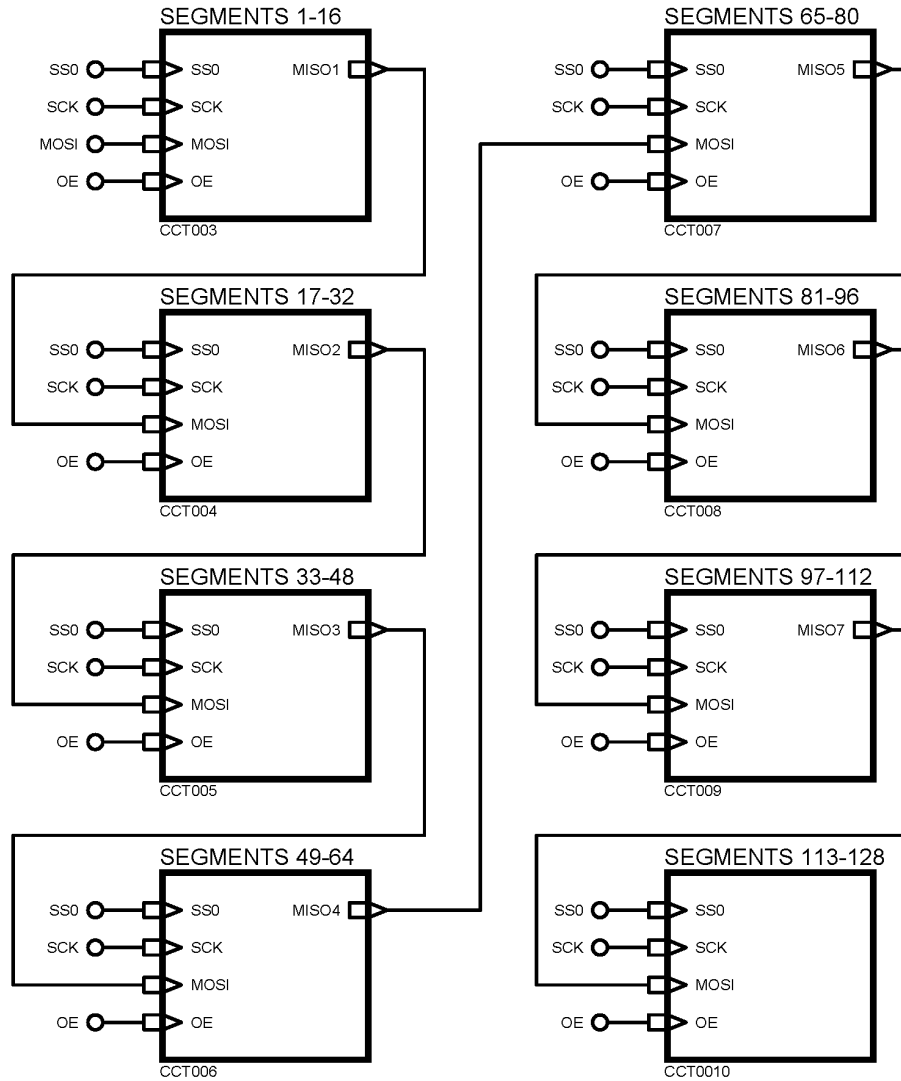 SEGMENTS 1-16
SS0 SS0 MISO1
SCK SCK
MOSI MOSI
OE OE
CCT003
SEGMENTS 17-32
SS0 SS0 MISO2
SCK SCK
MOSI
OE OE
CCT004
SEGMENTS 33-48
SS0 SS0 MISO3
SCK SCK
MOSI
OE OE
CCT005
SEGMENTS 49-64
SS0 SS0 MISO4
SCK SCK
MOSI
OE OE
CCT006
SEGMENTS 65-80
SS0 SS0 MISO5
SCK SCK
MOSI
OE OE
CCT007
SEGMENTS 81-96
SS0 SS0 MISO6
SCK SCK
MOSI
OE OE
CCT008
SEGMENTS 97-112
SS0 SS0 MISO7
SCK SCK
MOSI
OE OE
CCT009
SEGMENTS 113-128
SS0 SS0
SCK SCK
MOSI
OE OE
CCT0010